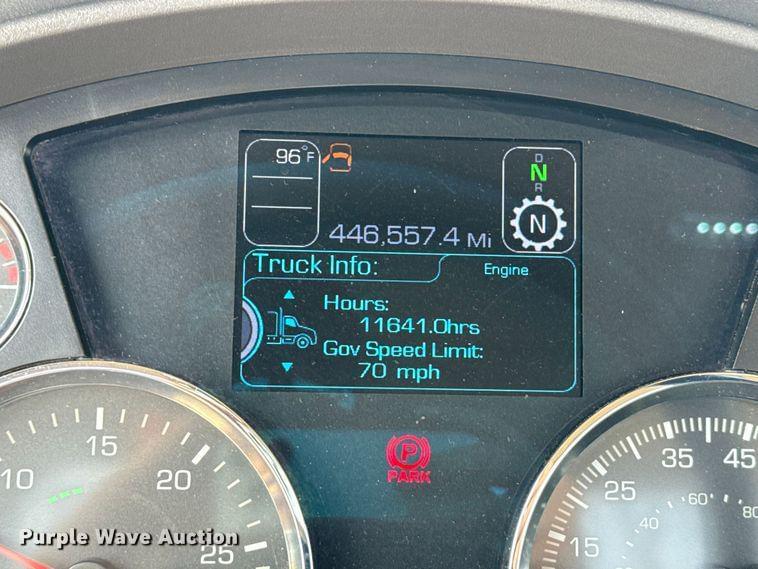 96°F
D
N
R
N
446,557.4 Mi
Truck Info:
Engine
Hours:
11641.0hrs
Gov Speed Limit:
70 mph
P
PARK
10
15
20
25
15
25
35
45
40
60
80
Purple Wave Auction